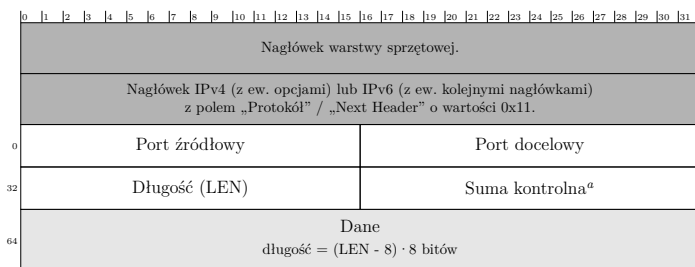 0 1 2 3 4 5 6 7 8 9 10 11 12 13 14 15 16 17 18 19 20 21 22 23 24 25 26 27 28 29 30 31
Nagłówek warstwy sprzętowej.
Nagłówek IPv4 (z ew. opcjami) lub IPv6 (z ew. kolejnymi nagłówkami)
z polem „Protokół” / „Next Header” o wartości 0x11.
0 Port źródłowy Port docelowy
32 Długość (LEN) Suma kontrolnaᵃ
Dane
64 długość = (LEN - 8) · 8 bitów